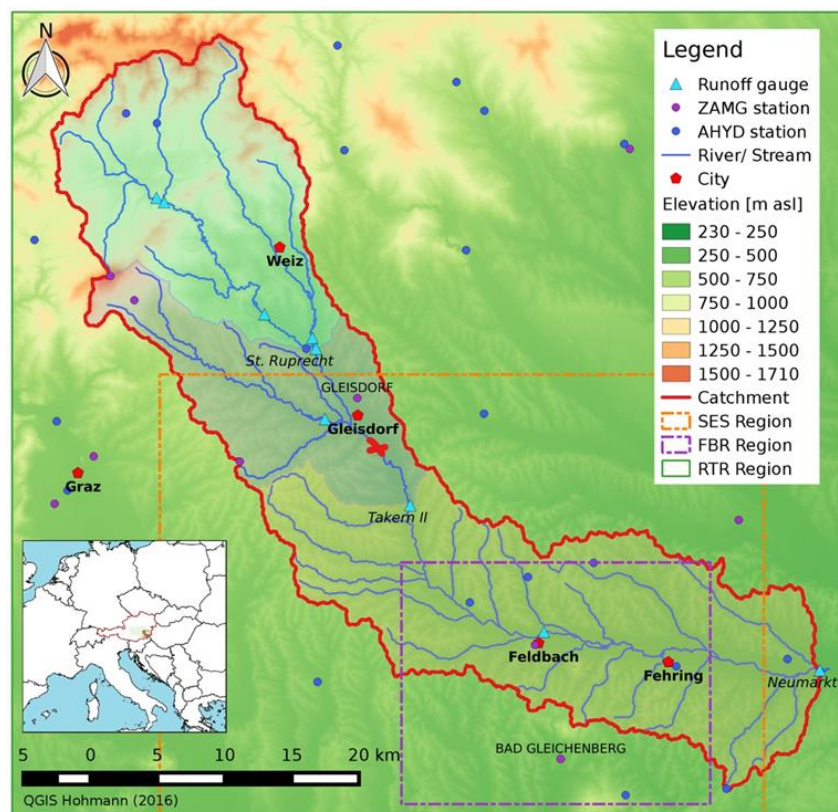 N
Legend
Runoff gauge
ZAMG station
AHYD station
River/ Stream
City
Elevation [m asl]
230 - 250
250 - 500
500 - 750
750 - 1000
1000 - 1250
1250 - 1500
1500 - 1710
Catchment
SES Region
FBR Region
RTR Region
Weiz
St. Ruprecht
GLEISDORF
Gleisdorf
Graz
Takern II
Feldbach
Fehring
Neumarkt
BAD GLEICHENBERG
5 0 5 10 15 20 km
QGIS Hohmann (2016)